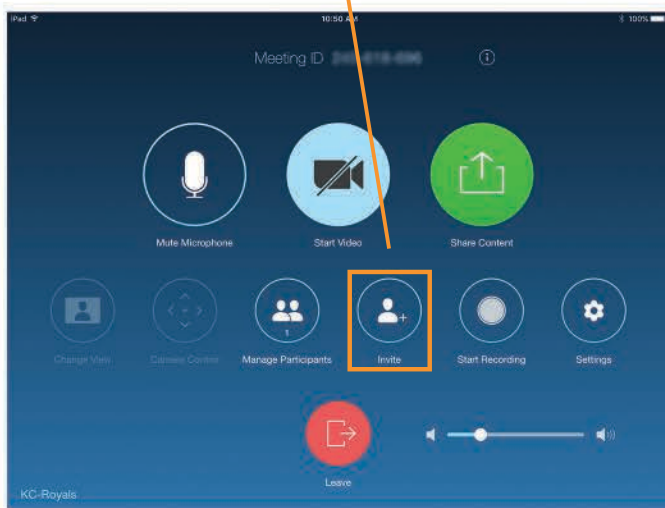 iPad
10:50 AM
100%
Meeting ID
Mute Microphone
Start Video
Share Content
1
Change View
Camera Control
Manage Participants
Invite
Start Recording
Settings
Leave
KC-Royals